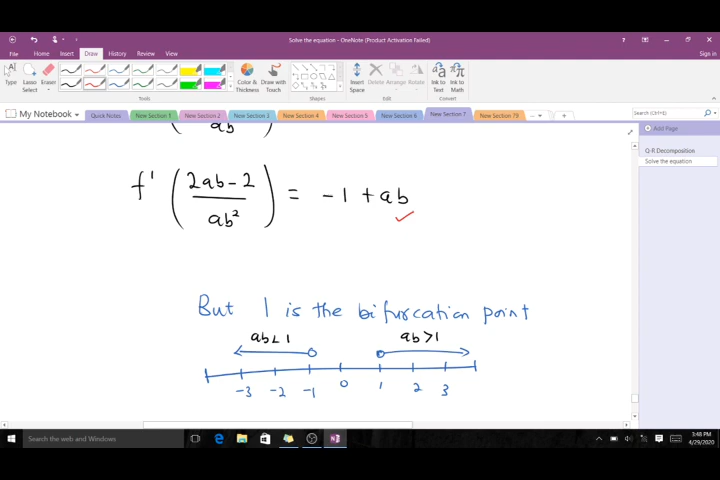 Solve the equation - OneNote (Product Activation Failed)
File Home Insert Draw History Review View Sign in
Type Lasso Select Eraser Color & Thickness Draw with Touch Insert Space Delete Arrange Ink to Text Ink to Math
Tools Shapes Edit Convert
My Notebook Quick Notes New Section 1 New Section 2 New Section 3 New Section 4 New Section 5 New Section 6 New Section 7 New Section 79 Search (Ctrl+E)
Add Page
Q-R Decomposition
Solve the equation
ab
f' ( 2ab - 2 / ab² ) = -1 + ab
But 1 is the bifurcation point
ab < 1 ab > 1
-3 -2 -1 0 1 2 3
Search the web and Windows
3:48 PM
4/29/2020